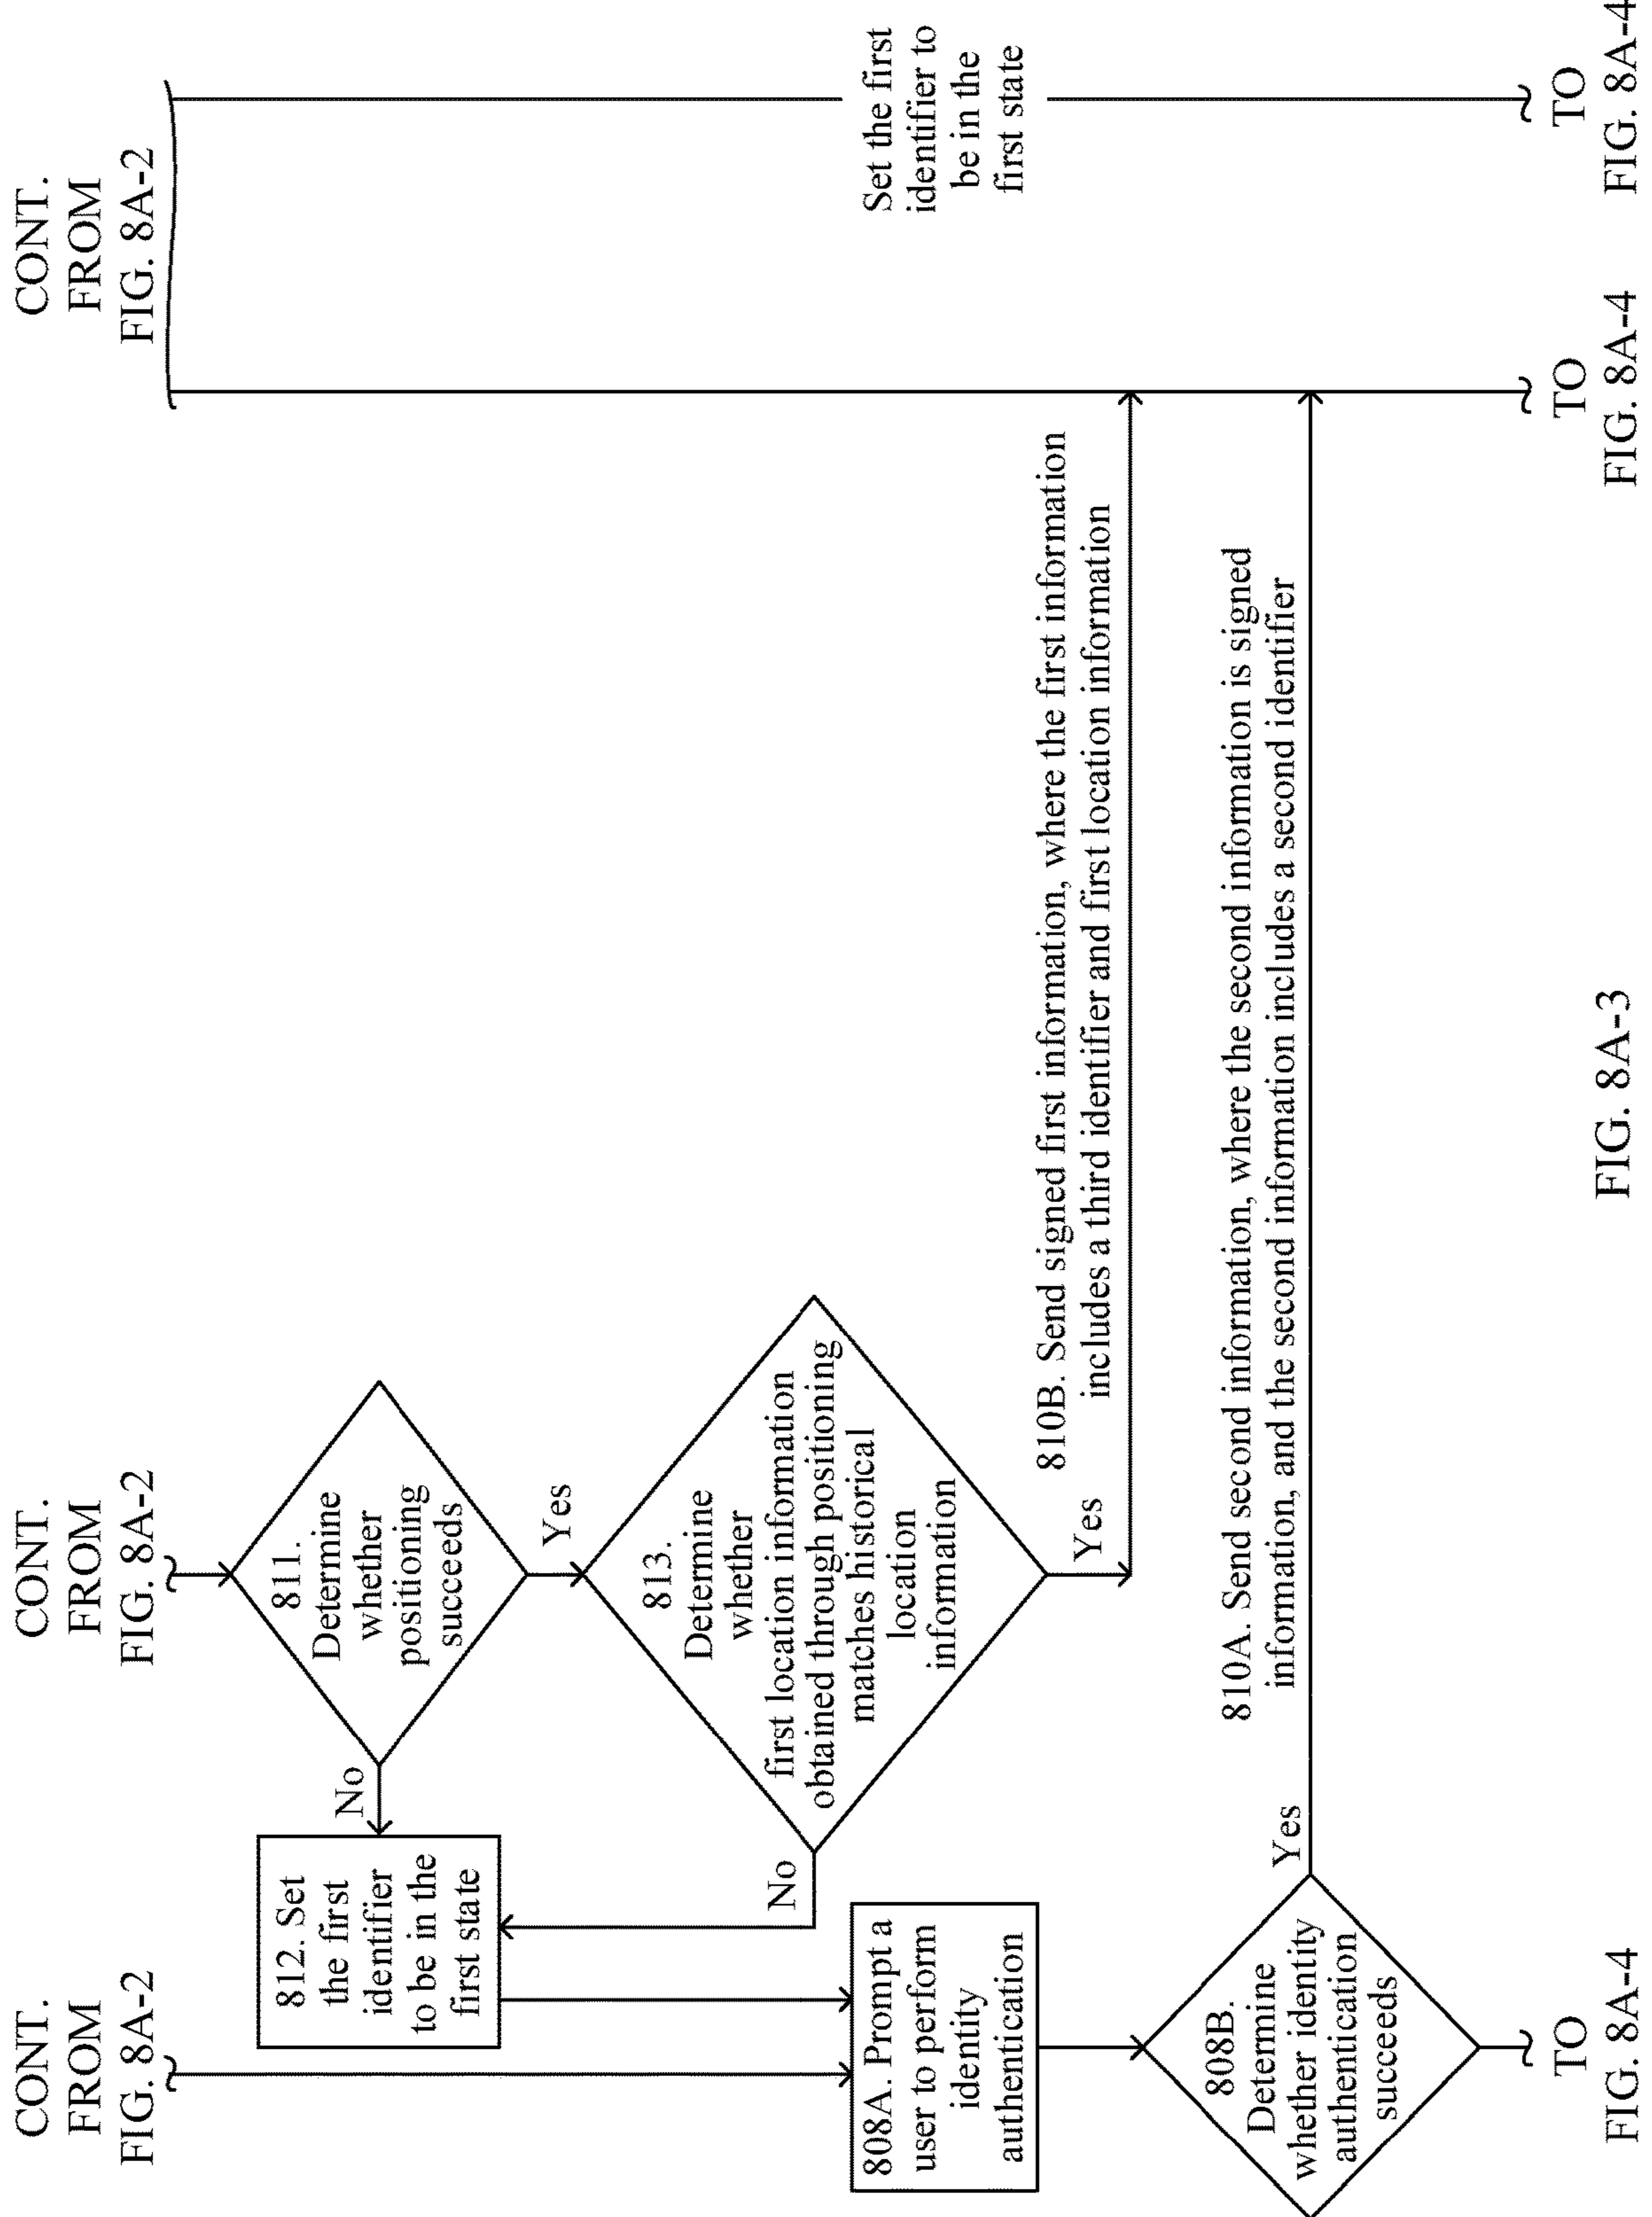 CONT.
FROM
FIG. 8A-2
CONT.
FROM
FIG. 8A-2
CONT.
FROM
FIG. 8A-2
811.
Determine
whether
positioning
succeeds
No
Yes
812. Set
the first
identifier
to be in the
first state
813.
Determine
whether
first location information
obtained through positioning
matches historical
location
information
No
Yes
Set the first
identifier to
be in the
first state
808A. Prompt a
user to perform
identity
authentication
810B. Send signed first information, where the first information
includes a third identifier and first location information
808B.
Determine
whether identity
authentication
succeeds
Yes
810A. Send second information, where the second information is signed
information, and the second information includes a second identifier
TO
FIG. 8A-4
TO
FIG. 8A-4
TO
FIG. 8A-4
FIG. 8A-3